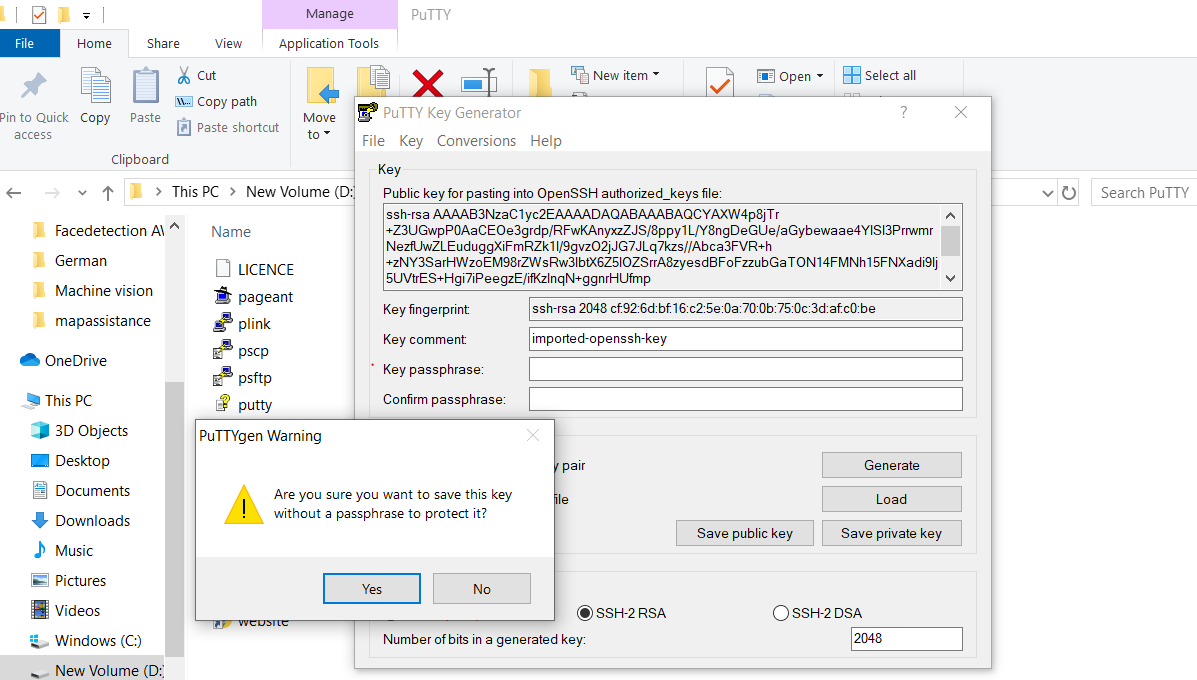 Manage
PuTTY
File
Home
Share
View
Application Tools
Pin to Quick
access
Copy
Paste
Cut
Copy path
Paste shortcut
Clipboard
Move
to
New item
Open
Select all
This PC
New Volume (D:
Search PuTTY
Facedetection AW
German
Machine vision
mapassistance
OneDrive
This PC
3D Objects
Desktop
Documents
Downloads
Music
Pictures
Videos
Windows (C:)
New Volume (D:)
Name
LICENCE
pageant
plink
pscp
psftp
putty
website
PuTTY Key Generator
?
File
Key
Conversions
Help
Key
Public key for pasting into OpenSSH authorized_keys file:
ssh-rsa AAAAB3NzaC1yc2EAAAADAQABAAABAQCYAXW4p8jTr
+Z3UGwpP0AaCEOe3grdp/RFwKAnyxzZJS/8ppy1L/Y8ngDeGUe/aGybewaae4YlSI3Prrwmr
NezfUwZLEuduggXiFmRZk1I/9gvzO2jJG7JLq7kzs//Abca3FVR+h
+zNY3SarHWzoEM98rZWsRw3lbtX6Z5IOZSrrA8zyesdBFoFzzubGaTON14FMNh15FNXadi9Ij
5UVtrES+Hgi7iPeegzE/ifKzInqN+ggnrHUfmp
Key fingerprint:
ssh-rsa 2048 cf:92:6d:bf:16:c2:5e:0a:70:0b:75:0c:3d:af:c0:be
Key comment:
imported-openssh-key
Key passphrase:
Confirm passphrase:
pair
Generate
file
Load
Save public key
Save private key
SSH-2 RSA
SSH-2 DSA
Number of bits in a generated key:
2048
PuTTYgen Warning
Are you sure you want to save this key
without a passphrase to protect it?
Yes
No